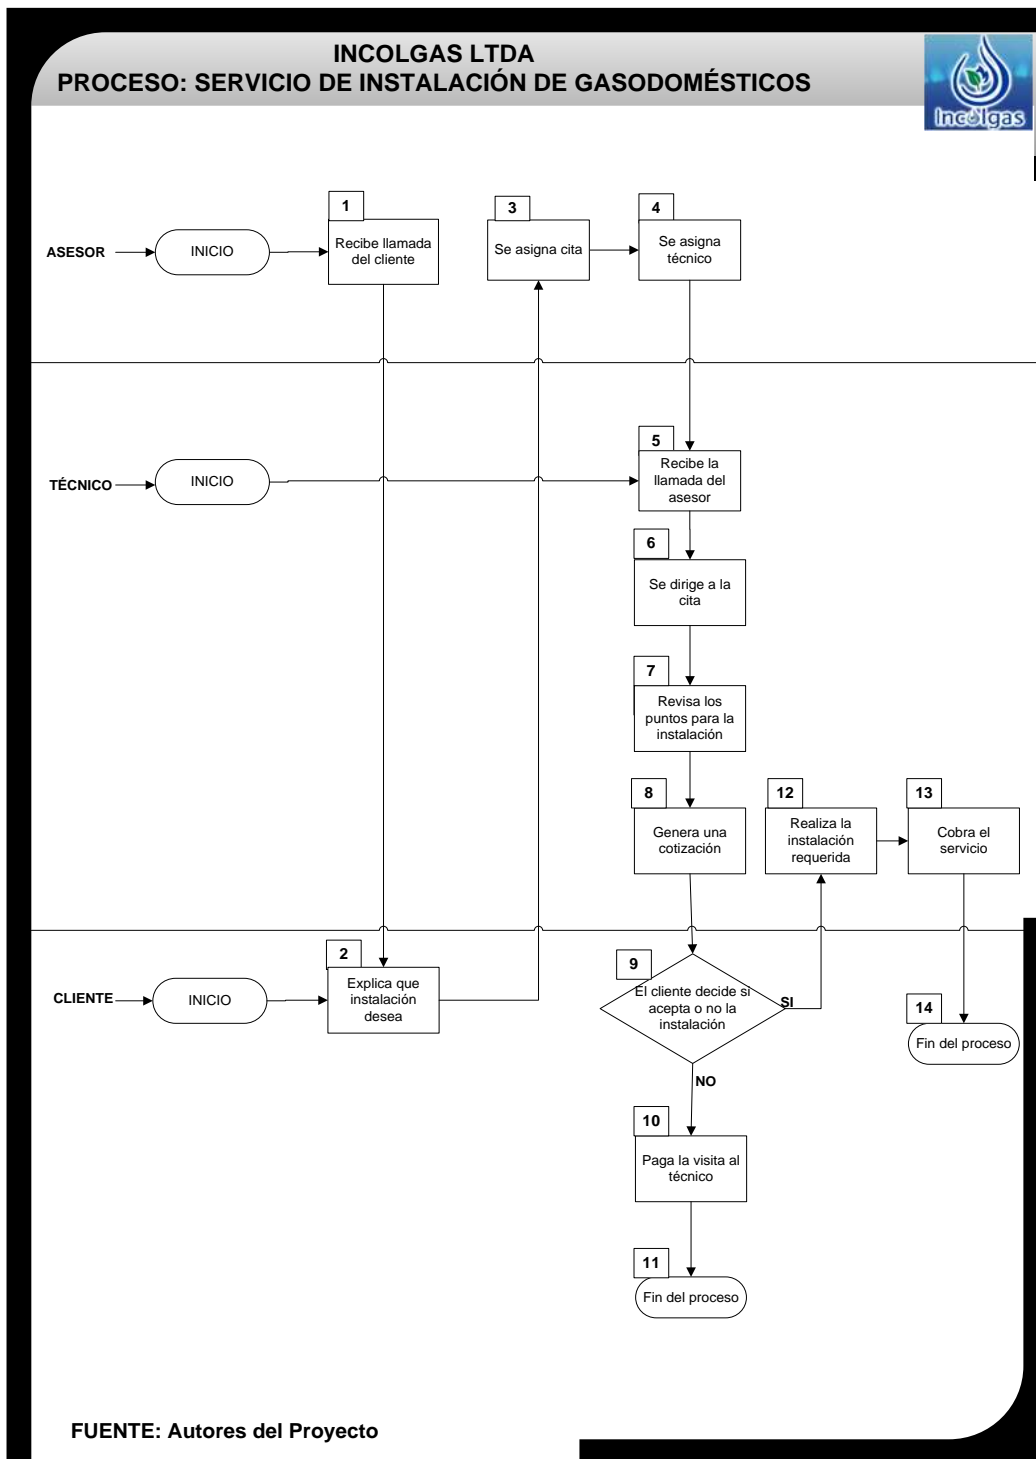 INCOLGAS LTDA
PROCESO: SERVICIO DE INSTALACIÓN DE GASODOMÉSTICOS
Incolgas
ASESOR
INICIO
1
Recibe llamada
del cliente
3
Se asigna cita
4
Se asigna
técnico
TÉCNICO
INICIO
5
Recibe la
llamada del
asesor
6
Se dirige a la
cita
7
Revisa los
puntos para la
instalación
8
Genera una
cotización
12
Realiza la
instalación
requerida
13
Cobra el
servicio
CLIENTE
INICIO
2
Explica que
instalación
desea
9
El cliente decide si
acepta o no la
instalación
SI
NO
14
Fin del proceso
10
Paga la visita al
técnico
11
Fin del proceso
FUENTE: Autores del Proyecto